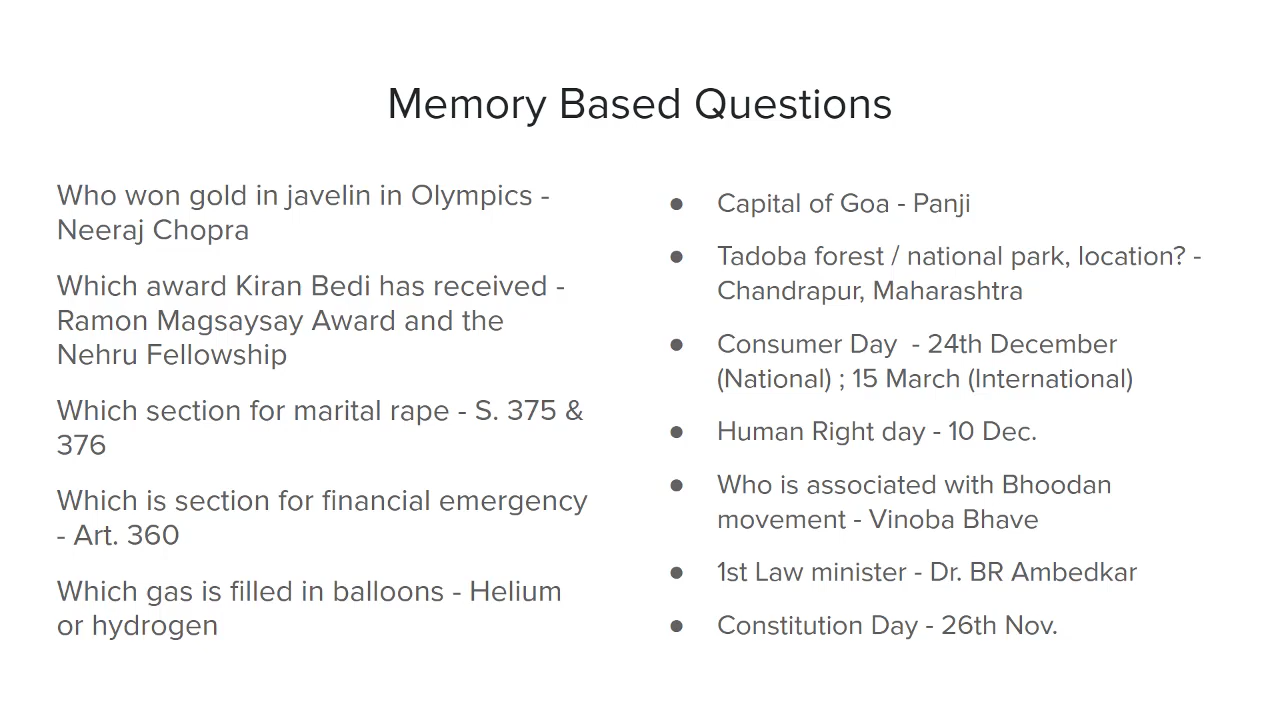 Memory Based Questions
Who won gold in javelin in Olympics -
Neeraj Chopra
Which award Kiran Bedi has received -
Ramon Magsaysay Award and the
Nehru Fellowship
Which section for marital rape - S. 375 &
376
Which is section for financial emergency
- Art. 360
Which gas is filled in balloons - Helium
or hydrogen
● Capital of Goa - Panji
● Tadoba forest / national park, location? -
Chandrapur, Maharashtra
● Consumer Day  - 24th December
(National) ; 15 March (International)
● Human Right day - 10 Dec.
● Who is associated with Bhoodan
movement - Vinoba Bhave
● 1st Law minister - Dr. BR Ambedkar
● Constitution Day - 26th Nov.